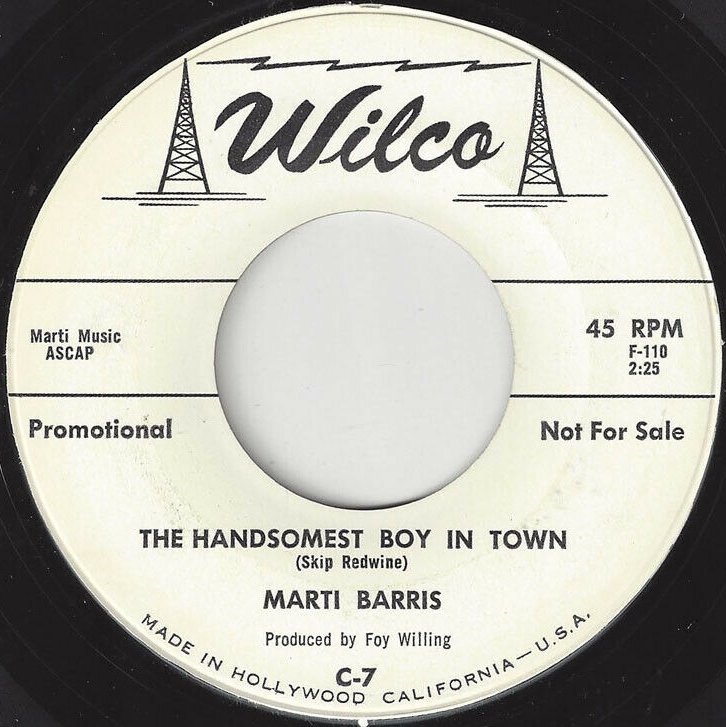 Wilco
Marti Music
ASCAP
45 RPM
F-110
2:25
Promotional
Not For Sale
THE HANDSOMEST BOY IN TOWN
(Skip Redwine)
MARTI BARRIS
Produced by Foy Willing
C-7
MADE IN HOLLYWOOD CALIFORNIA — U.S.A.